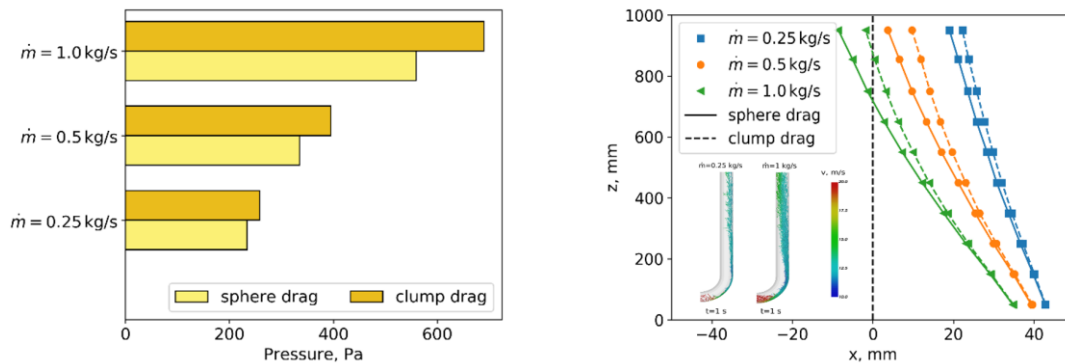 ṁ = 1.0 kg/s
ṁ = 0.5 kg/s
ṁ = 0.25 kg/s
sphere drag clump drag
0 200 400 600
Pressure, Pa
1000
800
600
400
200
0
z, mm
ṁ = 0.25 kg/s
ṁ = 0.5 kg/s
ṁ = 1.0 kg/s
sphere drag
clump drag
ṁ=0.25 kg/s ṁ=1 kg/s v, m/s
t=1 s t=1 s
−40 −20 0 20 40
x, mm